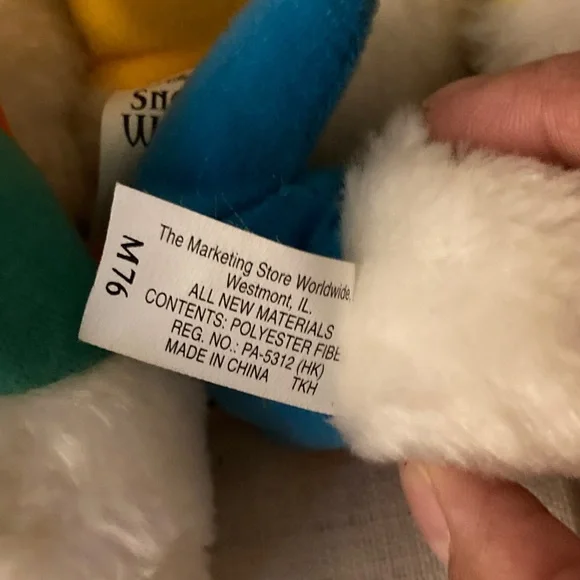 The Marketing Store Worldwide,
Westmont, IL.
ALL NEW MATERIALS
CONTENTS: POLYESTER
REG. NO.: PA-5312 (HK)
MADE IN CHINA TKH
M76